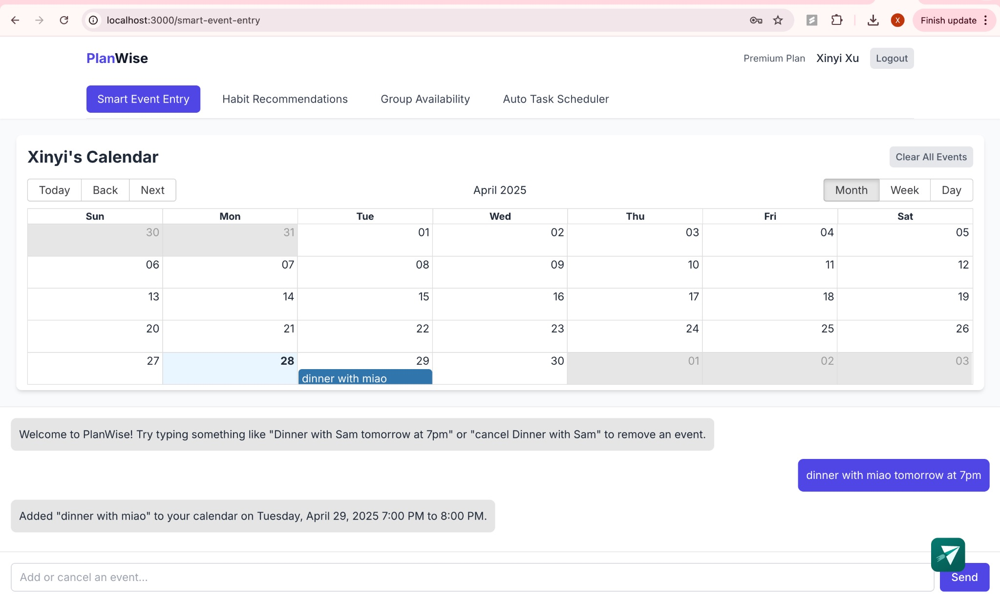 localhost:3000/smart-event-entry
X
Finish update
PlanWise
Premium Plan
Xinyi Xu
Logout
Smart Event Entry
Habit Recommendations
Group Availability
Auto Task Scheduler
Xinyi's Calendar
Clear All Events
Today Back Next
April 2025
Month Week Day
Sun Mon Tue Wed Thu Fri Sat
30 31 01 02 03 04 05
06 07 08 09 10 11 12
13 14 15 16 17 18 19
20 21 22 23 24 25 26
27 28 29 30 01 02 03
dinner with miao
Welcome to PlanWise! Try typing something like "Dinner with Sam tomorrow at 7pm" or "cancel Dinner with Sam" to remove an event.
dinner with miao tomorrow at 7pm
Added "dinner with miao" to your calendar on Tuesday, April 29, 2025 7:00 PM to 8:00 PM.
Add or cancel an event...
Send